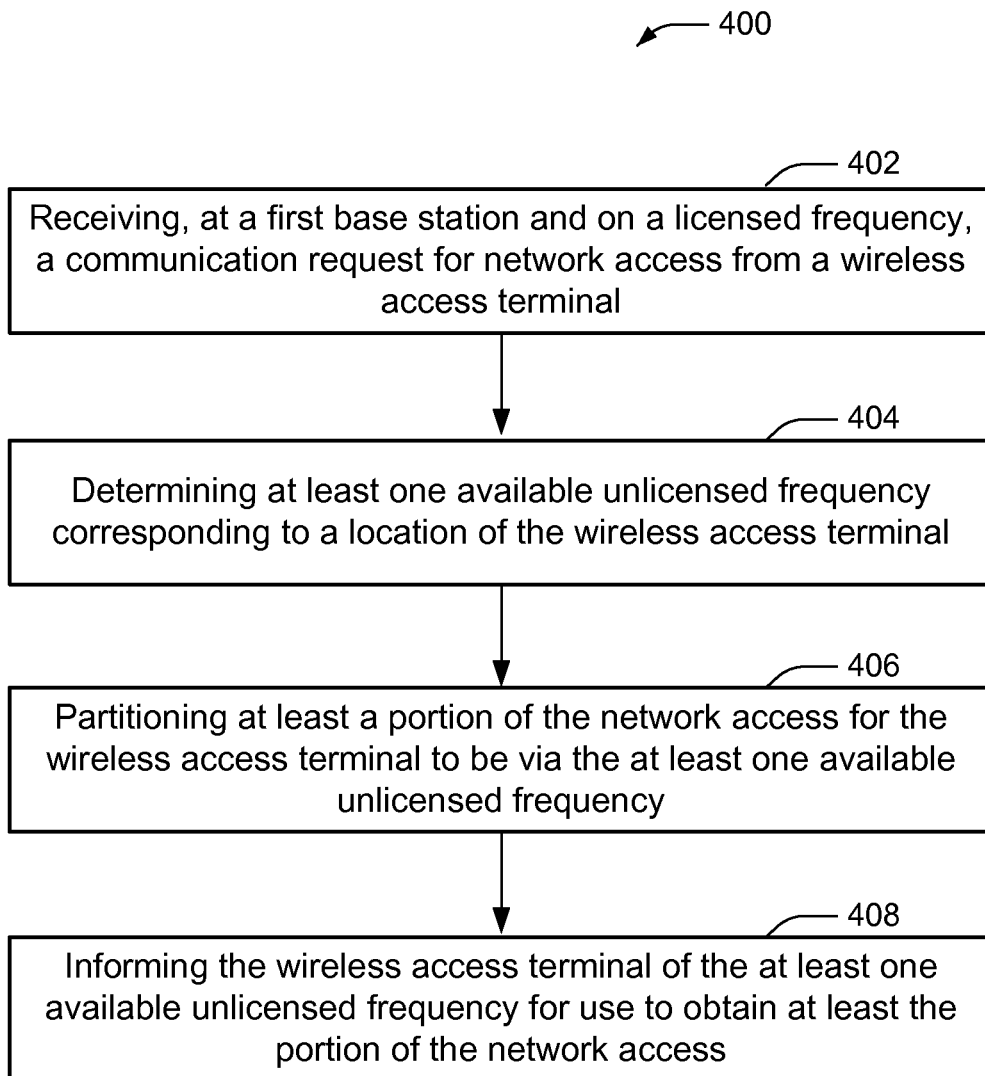 400
402
Receiving, at a first base station and on a licensed frequency,
a communication request for network access from a wireless
access terminal
404
Determining at least one available unlicensed frequency
corresponding to a location of the wireless access terminal
406
Partitioning at least a portion of the network access for the
wireless access terminal to be via the at least one available
unlicensed frequency
408
Informing the wireless access terminal of the at least one
available unlicensed frequency for use to obtain at least the
portion of the network access